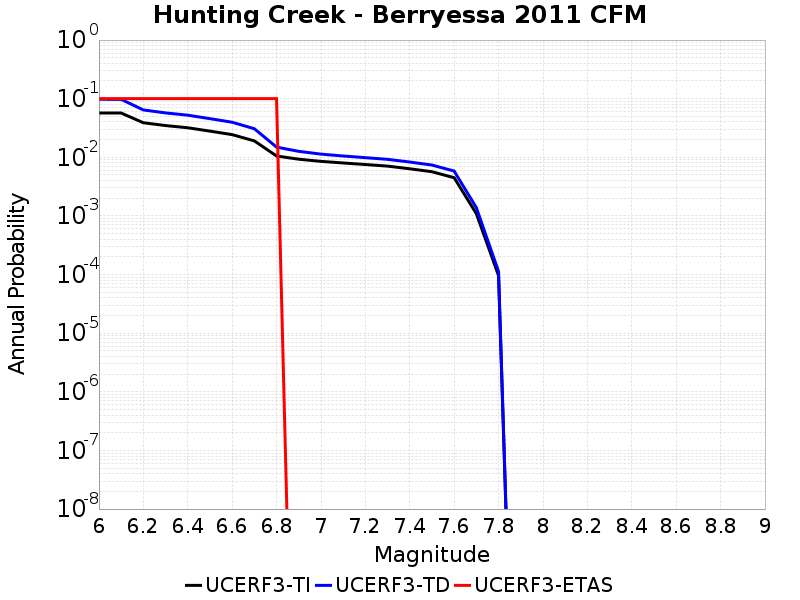 Hunting Creek - Berryessa 2011 CFM
10^0
10^-1
10^-2
10^-3
10^-4
10^-5
10^-6
10^-7
10^-8
Annual Probability
6 6.2 6.4 6.6 6.8 7 7.2 7.4 7.6 7.8 8 8.2 8.4 8.6 8.8 9
Magnitude
UCERF3-TI UCERF3-TD UCERF3-ETAS